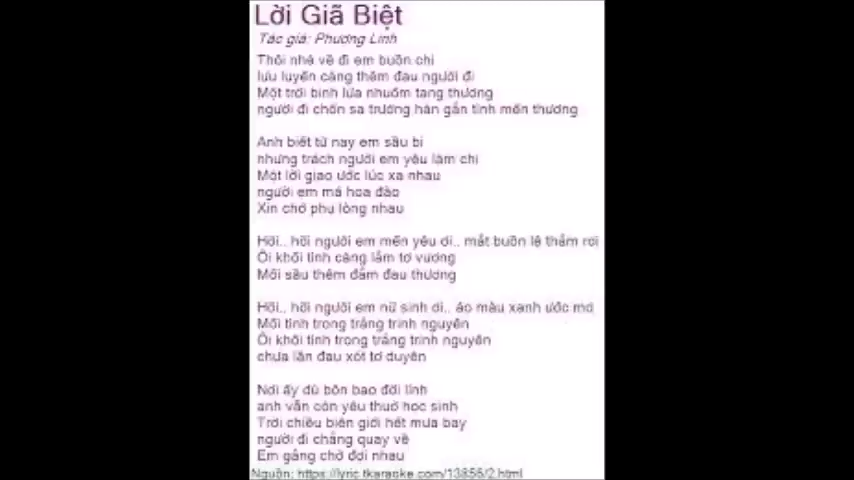 Lời Giã Biệt
Tác giả: Phương Linh
Thôi nhé về đi em buồn chi
lưu luyến càng thêm đau người đi
Một trời binh lửa nhuốm tang thương
người đi chốn sa trường hàn gắn tình mến thương
Anh biết từ nay em sầu bi
nhưng trách người em yêu làm chi
Một lời giao ước lúc xa nhau
người em má hoa đào
Xin chớ phụ lòng nhau
Hỡi.. hỡi người em mến yêu ơi.. mắt buồn lệ thắm rơi
Ôi khối tình càng lắm tơ vương
Mối sầu thêm đẫm đau thương
Hỡi.. hỡi người em nữ sinh ơi.. áo màu xanh ước mơ
Mối tình trong trắng trinh nguyên
Ôi khối tình trong trắng trinh nguyên
chưa lần đau xót tơ duyên
Nơi ấy dù bôn bao đời lính
anh vẫn còn yêu thuở học sinh
Trời chiều biên giới hết mưa bay
người đi chẳng quay về
Em gắng chờ đợi nhau
Nguồn: https://lyric.tkaraoke.com/13856/2.html